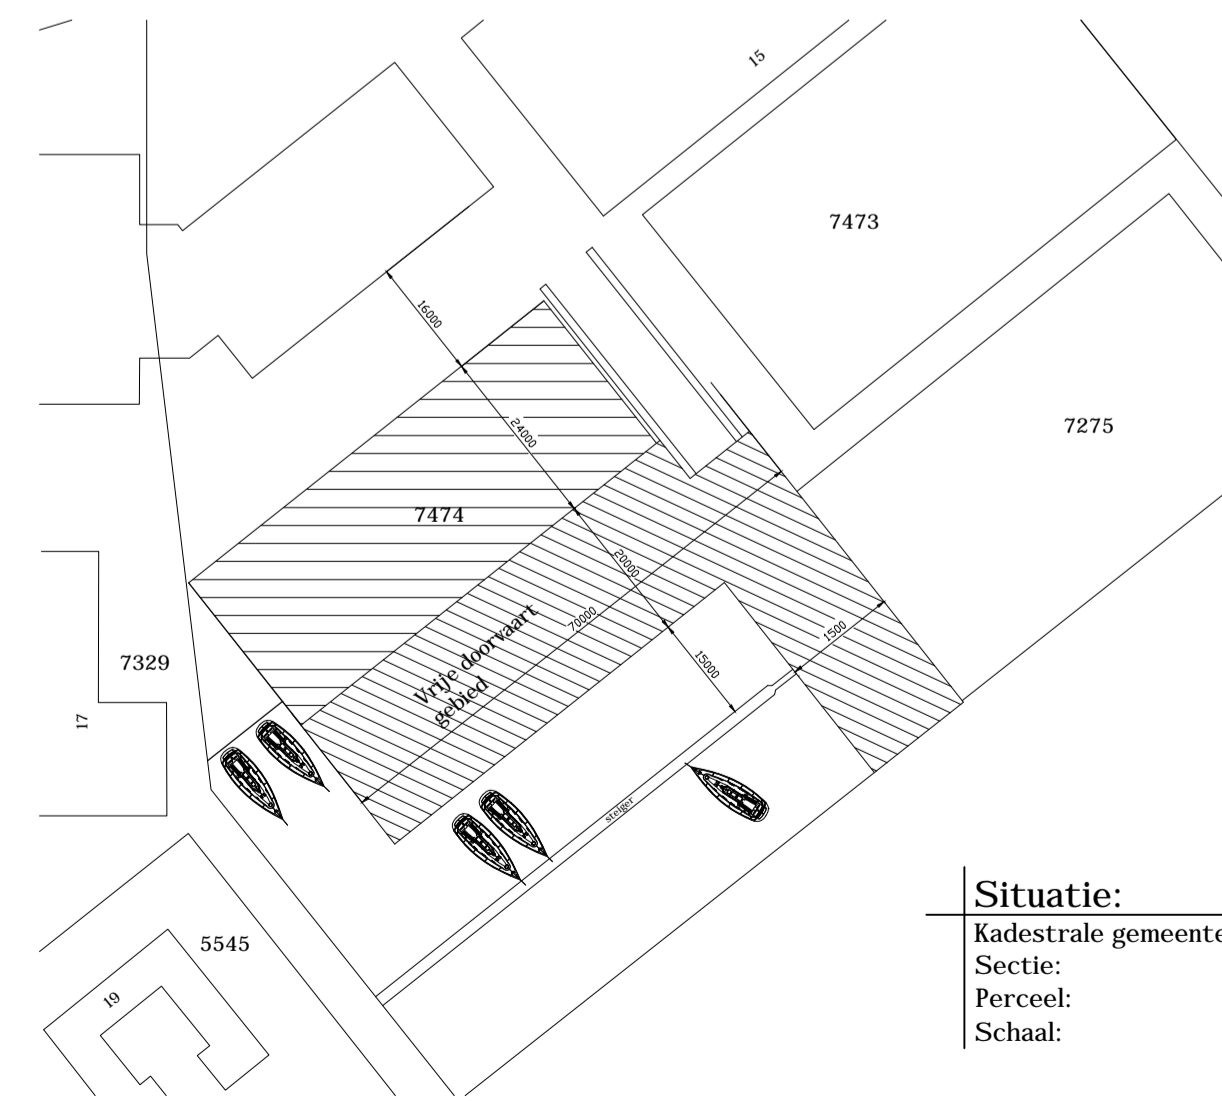 15
7473
16000
7275
24000
7474
20000
70000
1500
Vrije doorvaart
gebied
15000
7329
17
steiger
5545
19
Situatie:
Kadestrale gemeente
Sectie:
Perceel:
Schaal: